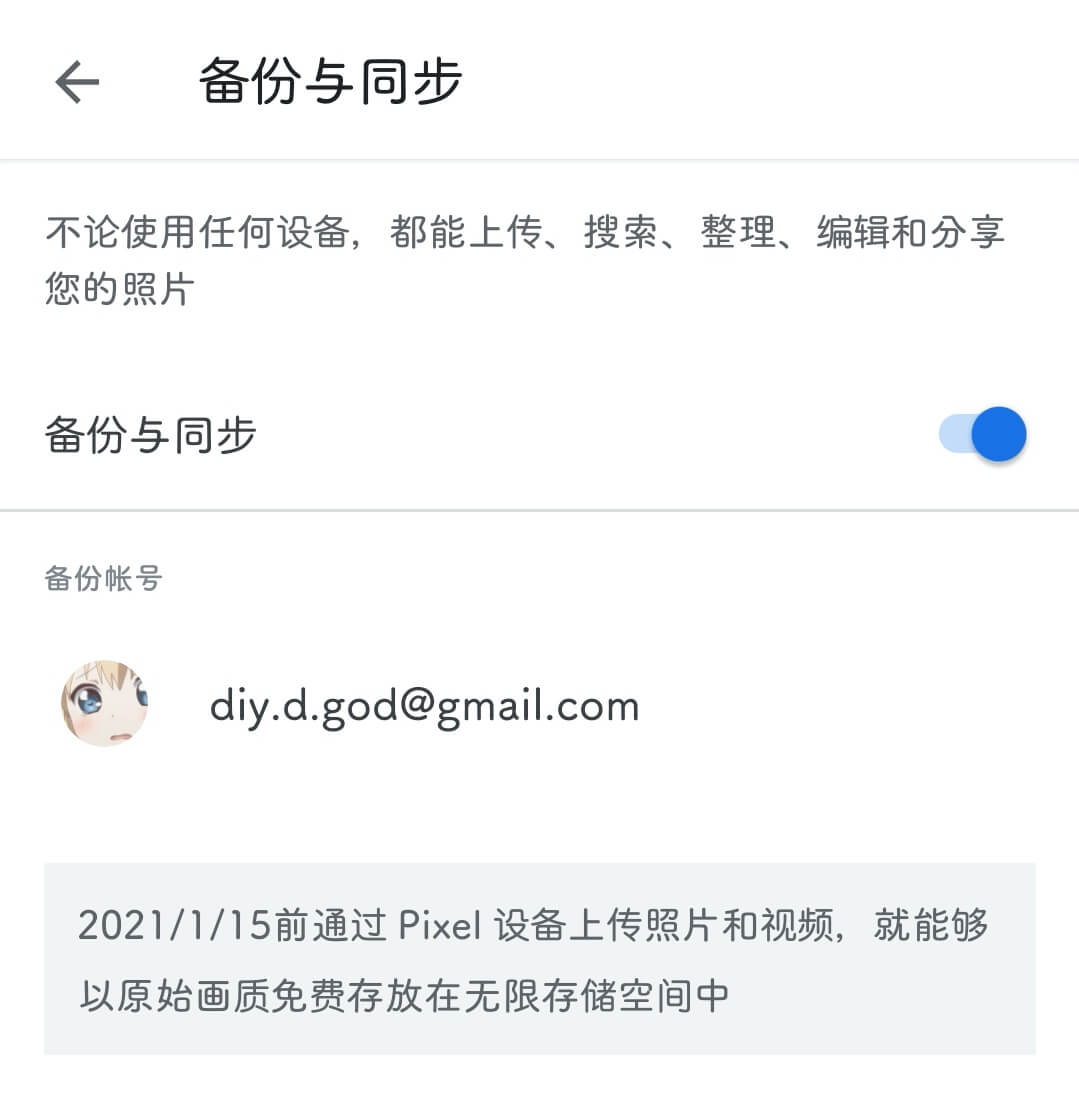 备份与同步
不论使用任何设备，都能上传、搜索、整理、编辑和分享
您的照片
备份与同步
备份帐号
diy.d.god@gmail.com
2021/1/15前通过 Pixel 设备上传照片和视频，就能够
以原始画质免费存放在无限存储空间中